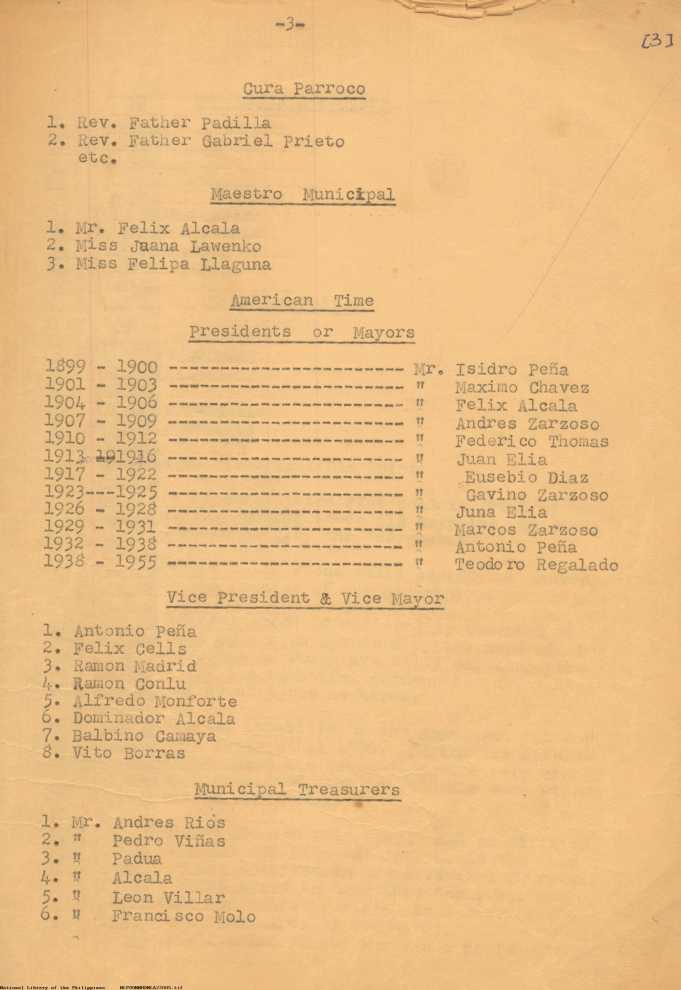 -3-
[3]
Cura Parroco
1. Rev. Father Padilla
2. Rev. Father Gabriel Prieto
etc.
Maestro Municipal
1. Mr. Felix Alcala
2. Miss Juana Lawenko
3. Miss Felipa Llaguna
American Time
Presidents or Mayors
1899 - 1900 ------------------------ Mr. Isidro Peña
1901 - 1903 ------------------------ " Maximo Chavez
1904 - 1906 ------------------------ " Felix Alcala
1907 - 1909 ------------------------ " Andres Zarzoso
1910 - 1912 ------------------------ " Federico Thomas
1913 - 1916 ------------------------ " Juan Elia
1917 - 1922 ------------------------ " Eusebio Diaz
1923---1925 ------------------------ " Gavino Zarzoso
1926 - 1928 ------------------------ " Juna Elia
1929 - 1931 ------------------------ " Marcos Zarzoso
1932 - 1938 ------------------------ " Antonio Peña
1938 - 1955 ------------------------ " Teodoro Regalado
Vice President & Vice Mayor
1. Antonio Peña
2. Felix Cells
3. Ramon Madrid
4. Ramon Conlu
5. Alfredo Monforte
6. Dominador Alcala
7. Balbino Camaya
8. Vito Borras
Municipal Treasurers
1. Mr. Andres Rios
2. " Pedro Viñas
3. " Padua
4. " Alcala
5. " Leon Villar
6. " Francisco Molo
National Library of the Philippines